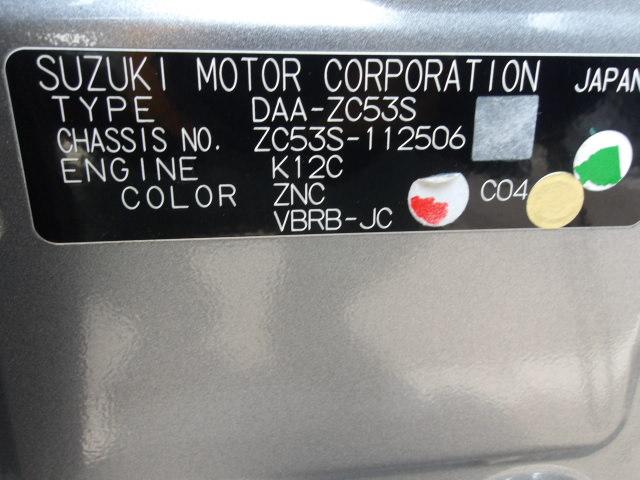 SUZUKI MOTOR CORPORATION JAPAN
TYPE DAA-ZC53S
CHASSIS NO. ZC53S-112506
ENGINE K12C
COLOR ZNC C04
VBRB-JC